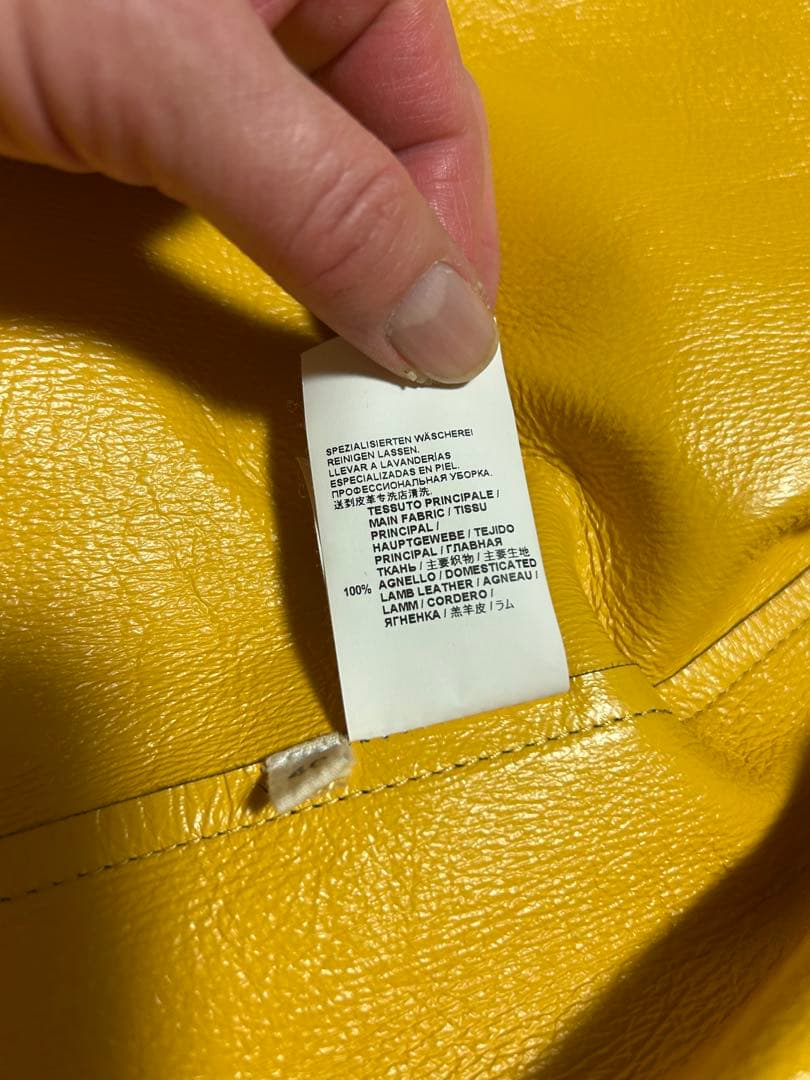 SPEZIALISIERTEN WÄSCHEREI
REINIGEN LASSEN.
LLEVAR A LAVANDERÍAS
ESPECIALIZADAS EN PIEL.
ПРОФЕССИОНАЛЬНАЯ УБОРКА.
送到皮革专洗店清洗.
TESSUTO PRINCIPALE /
MAIN FABRIC / TISSU
PRINCIPAL /
HAUPTGEWEBE / TEJIDO
PRINCIPAL / ГЛАВНАЯ
ТКАНЬ / 主要织物 / 主要生地
100% AGNELLO / DOMESTICATED
LAMB LEATHER / AGNEAU /
LAMM / CORDERO /
ЯГНЕНКА / 羔羊皮 / ラム